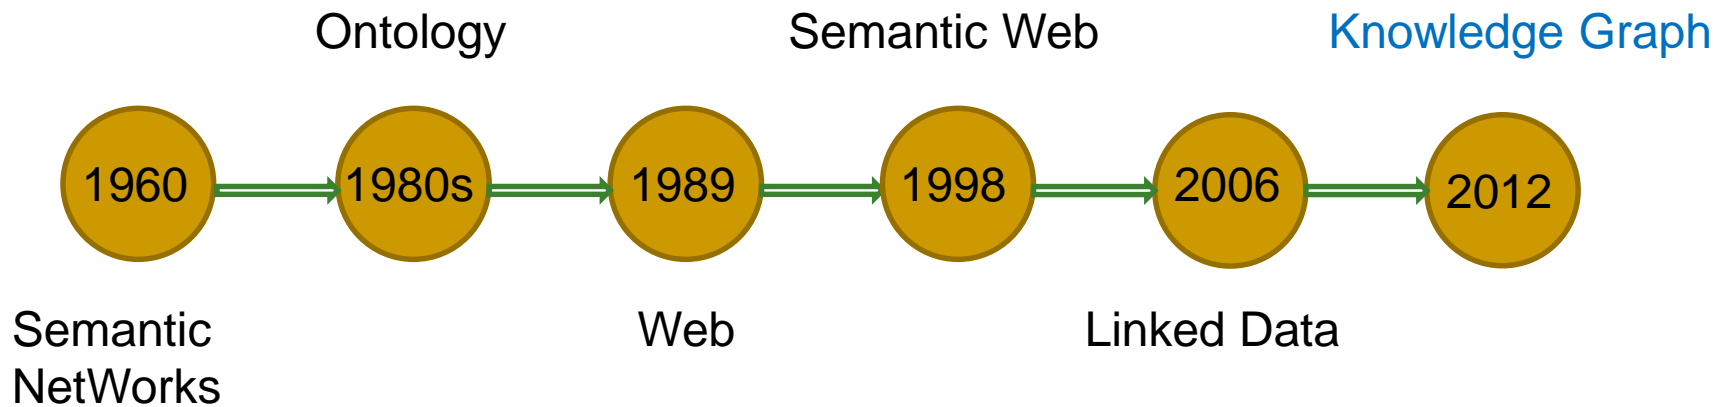 Ontology
Semantic Web
Knowledge Graph
1960
1980s
1989
1998
2006
2012
Semantic
NetWorks
Web
Linked Data